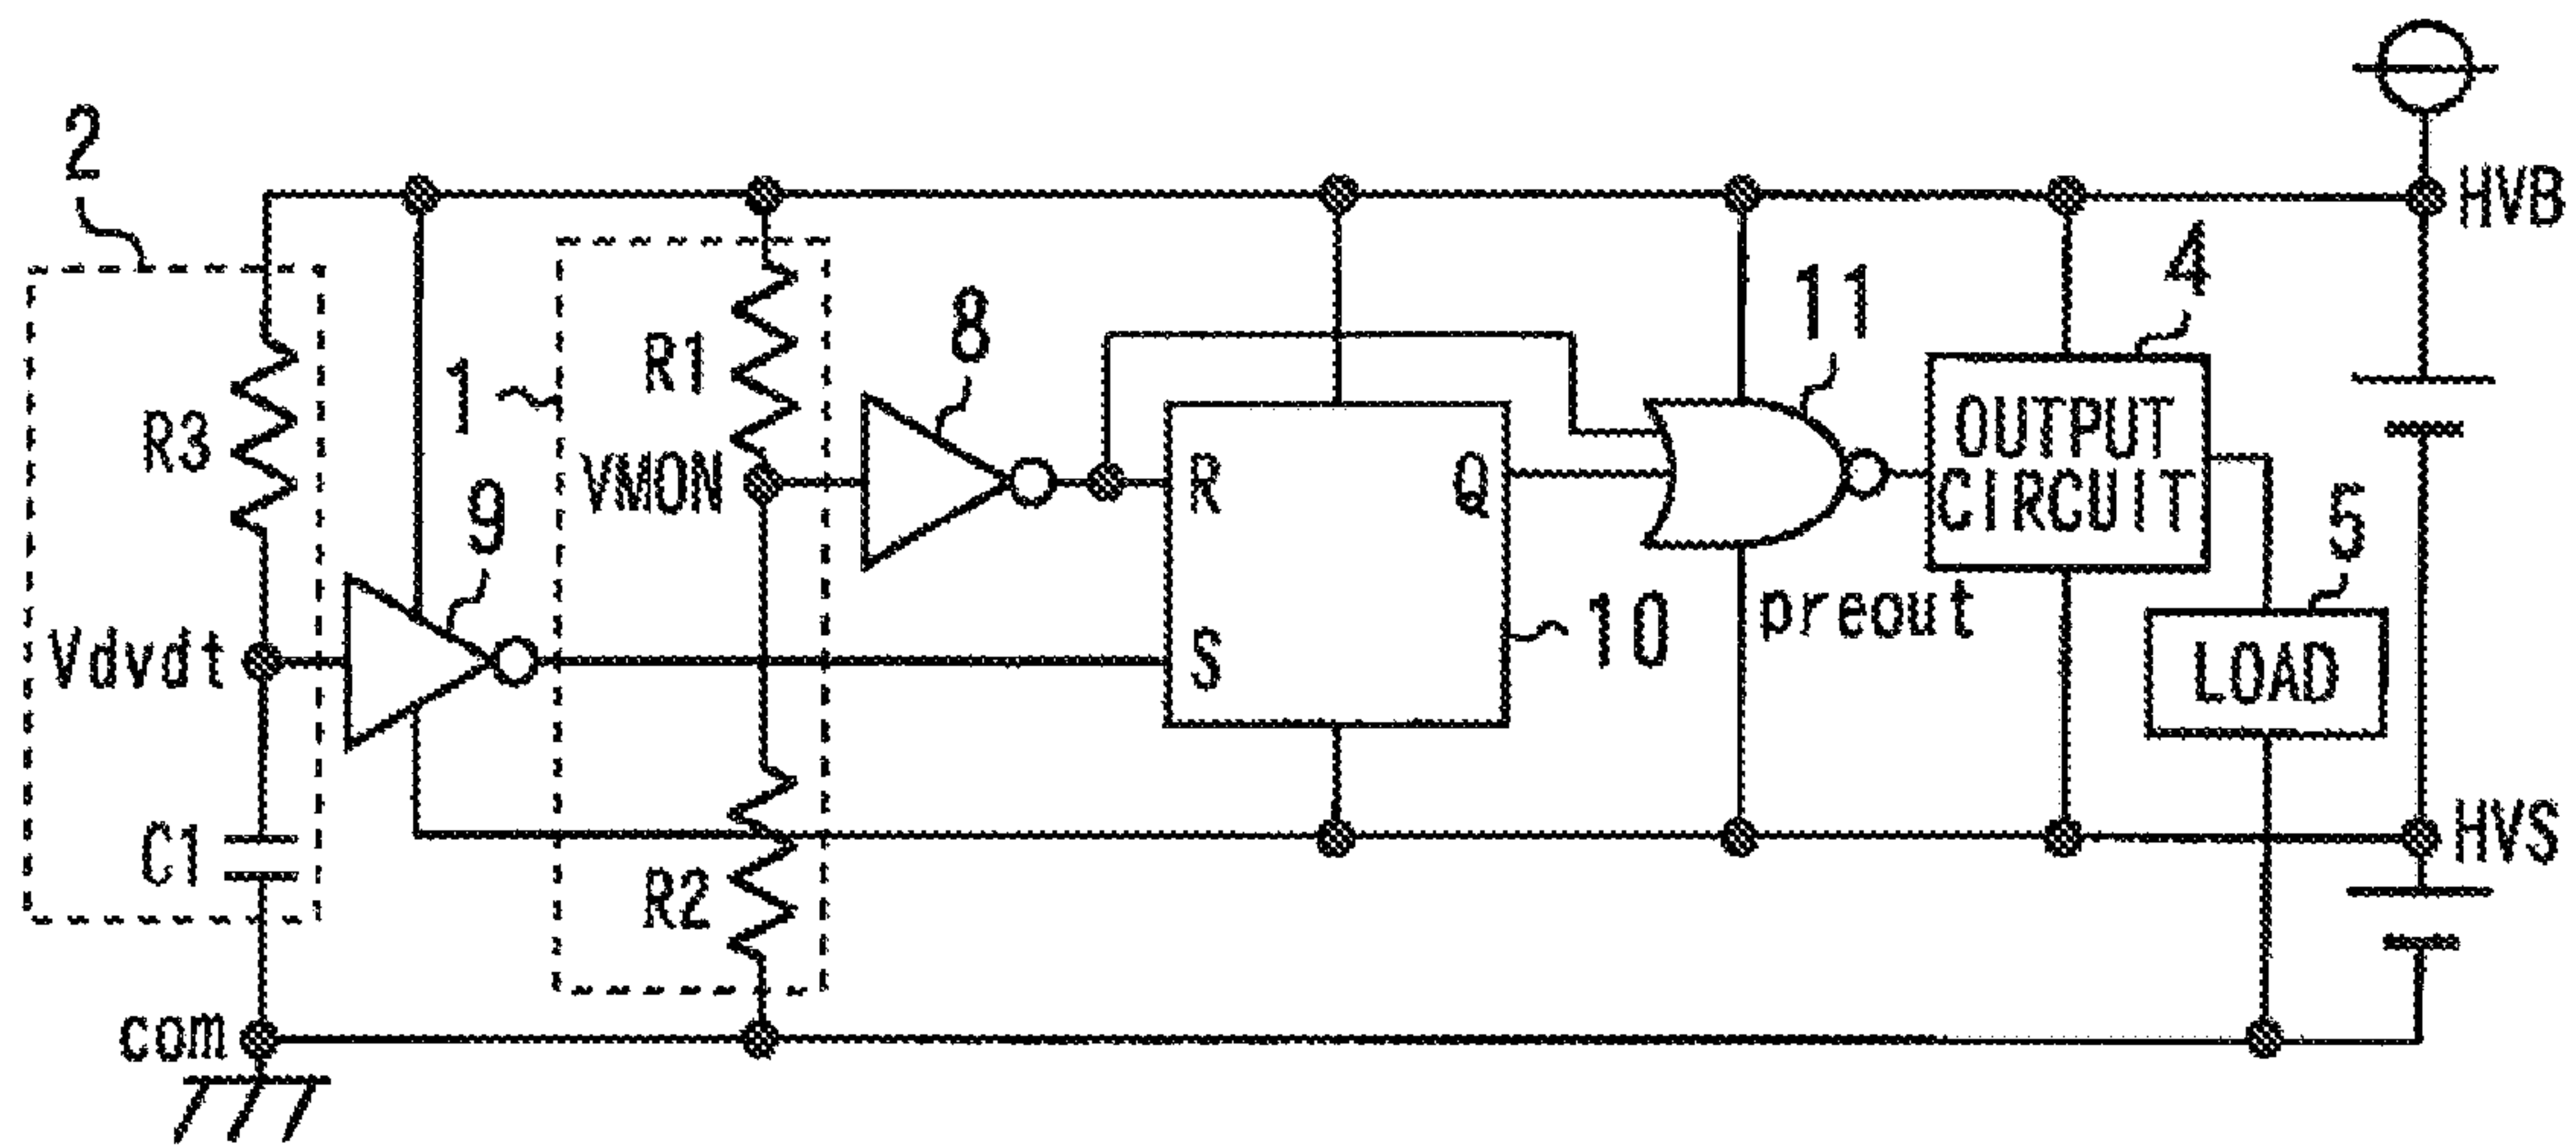 2
HVB
4
11
8
R1
1
OUTPUT
CIRCUIT
R3
VMON
R
Q
9
5
preout
10
Vdvdt
S
LOAD
HVS
C1
R2
com